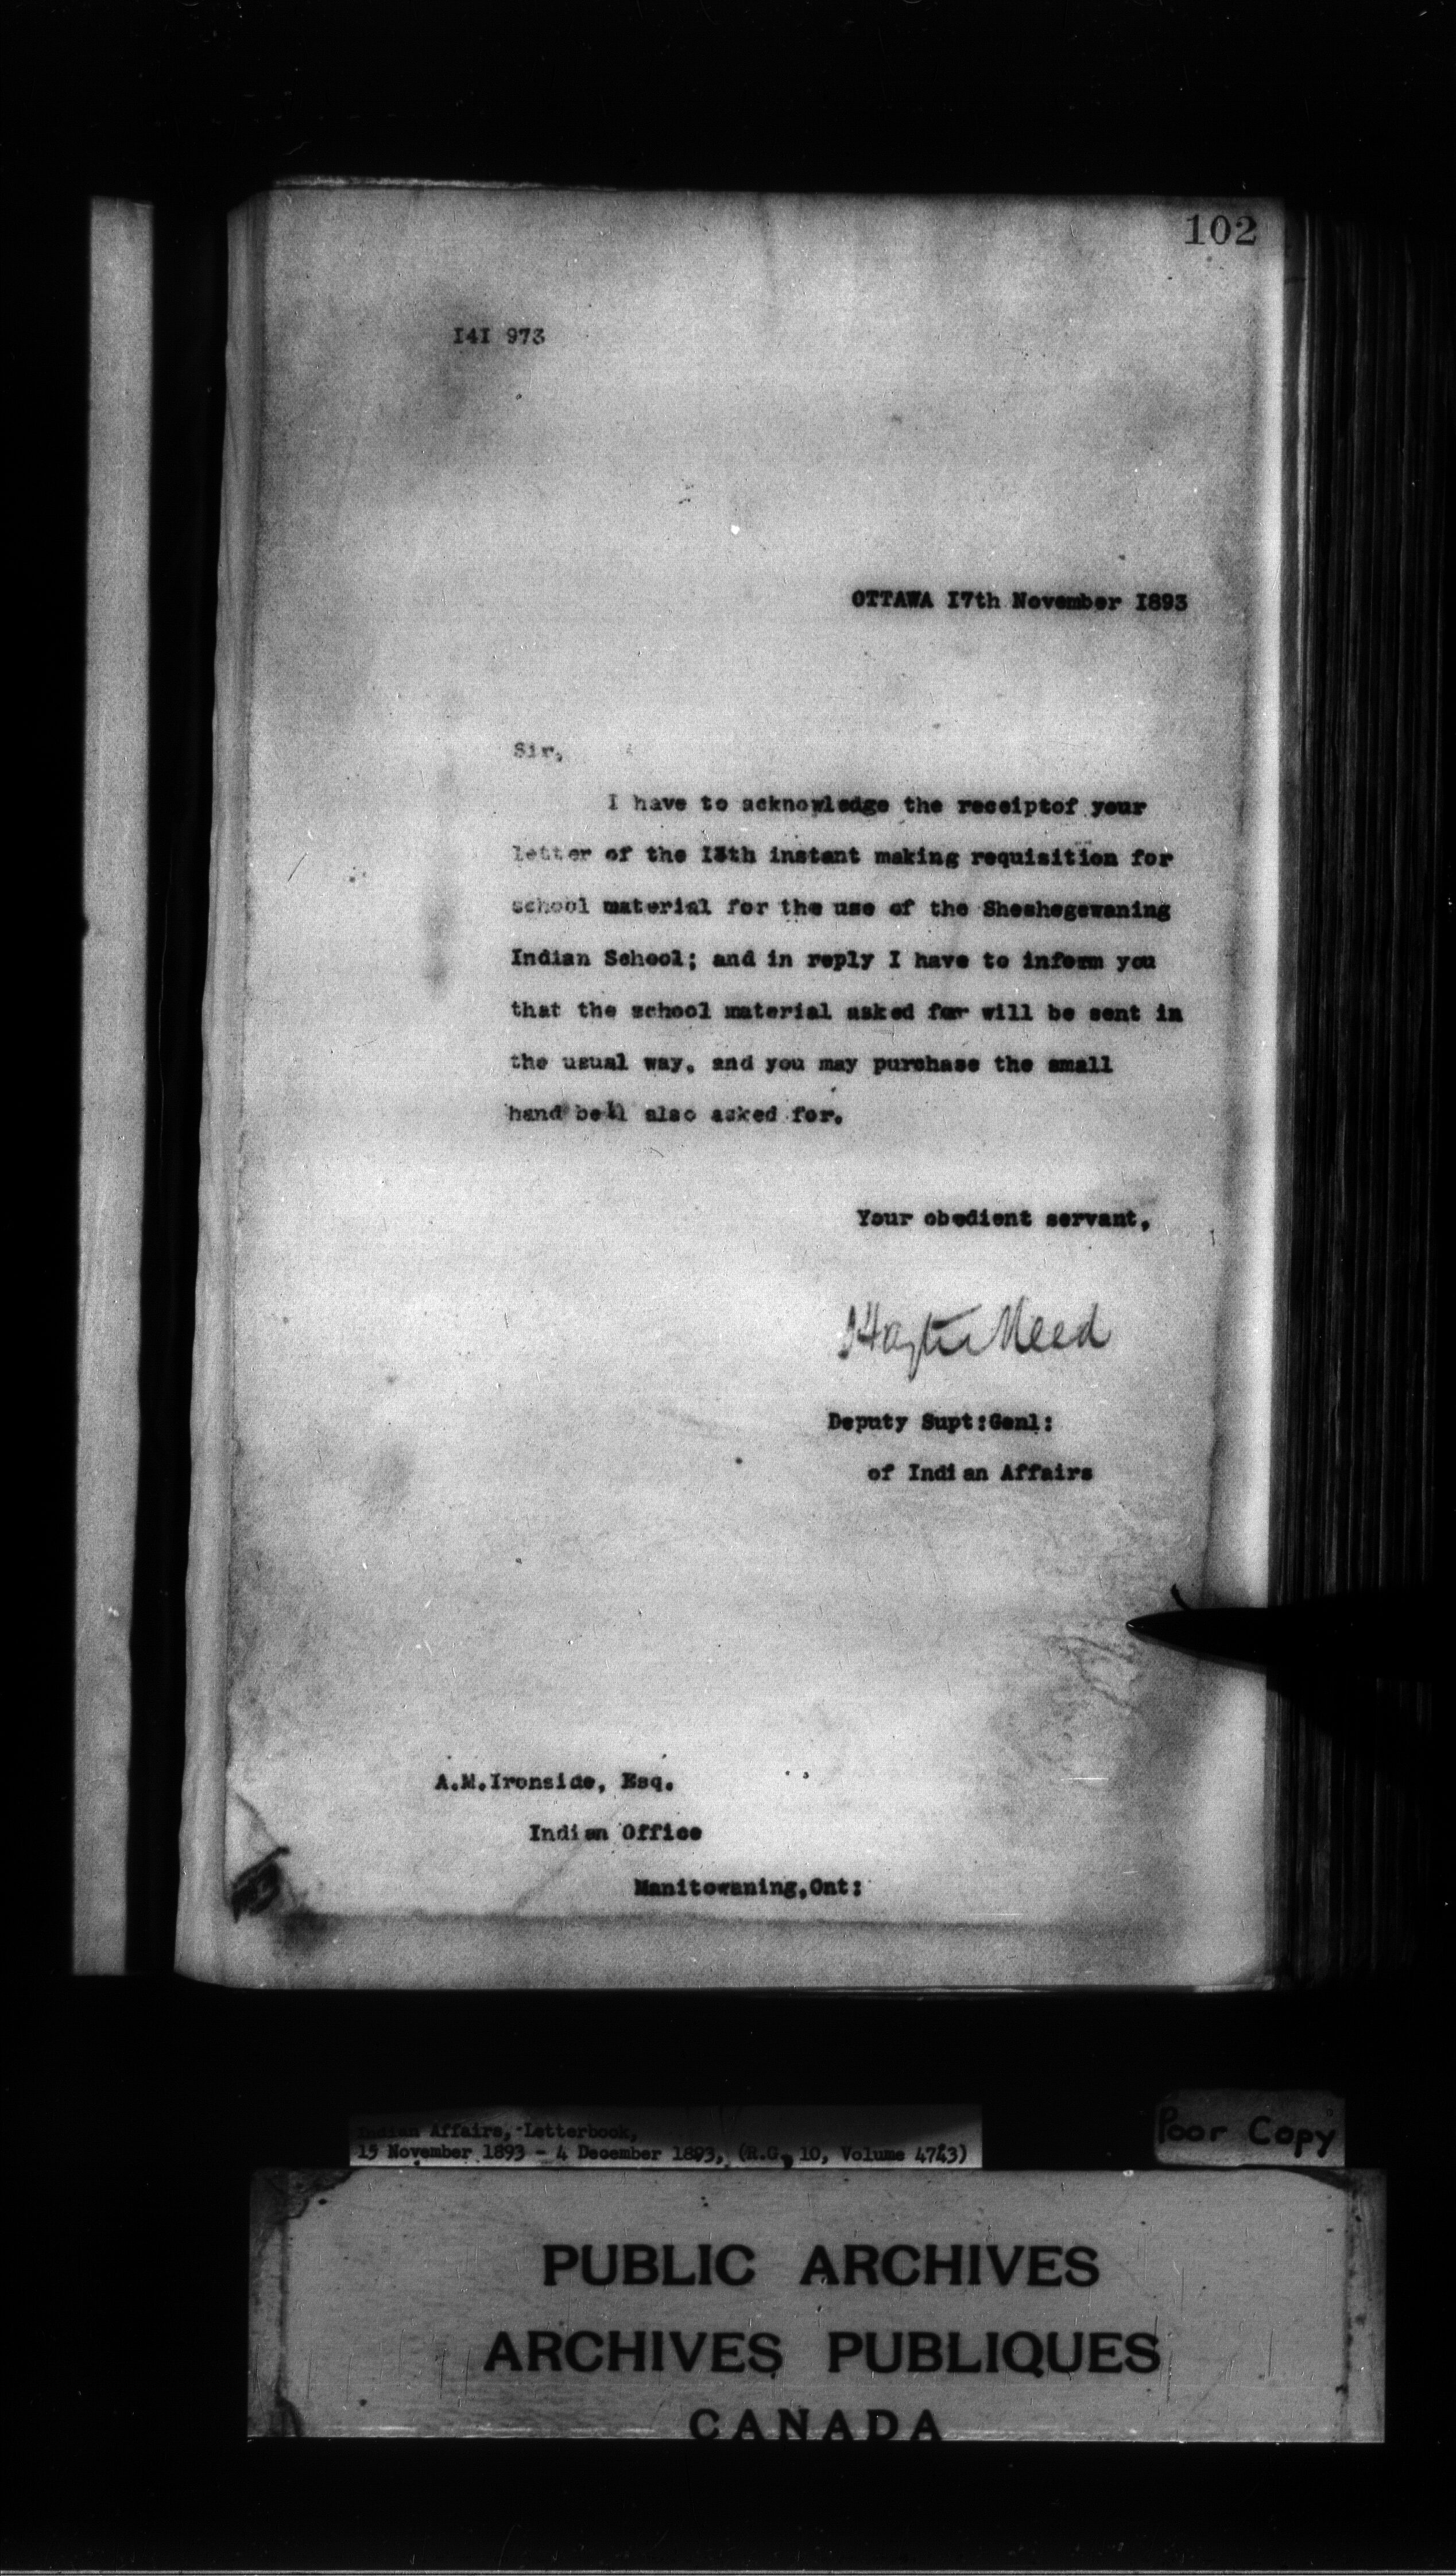 102
I4I 973
OTTAWA I7th November I893
Sir,
I have to acknowledge the receiptof your
letter of the I3th instant making requisition for
school material for the use of the Sheshegewaning
Indian School; and in reply I have to inform you
that the school material asked for will be sent in
the usual way, and you may purchase the small
hand bell also asked for.
Your obedient servant,
Hayter Reed
Deputy Supt:Genl:
of Indian Affairs
A.M.Ironside, Esq.
Indian Office
Manitowaning,Ont:
Indian Affairs, Letterbook,
15 November 1893 - 4 December 1893, (R.G. 10, Volume 4743)
Poor Copy
PUBLIC ARCHIVES
ARCHIVES PUBLIQUES
CANADA